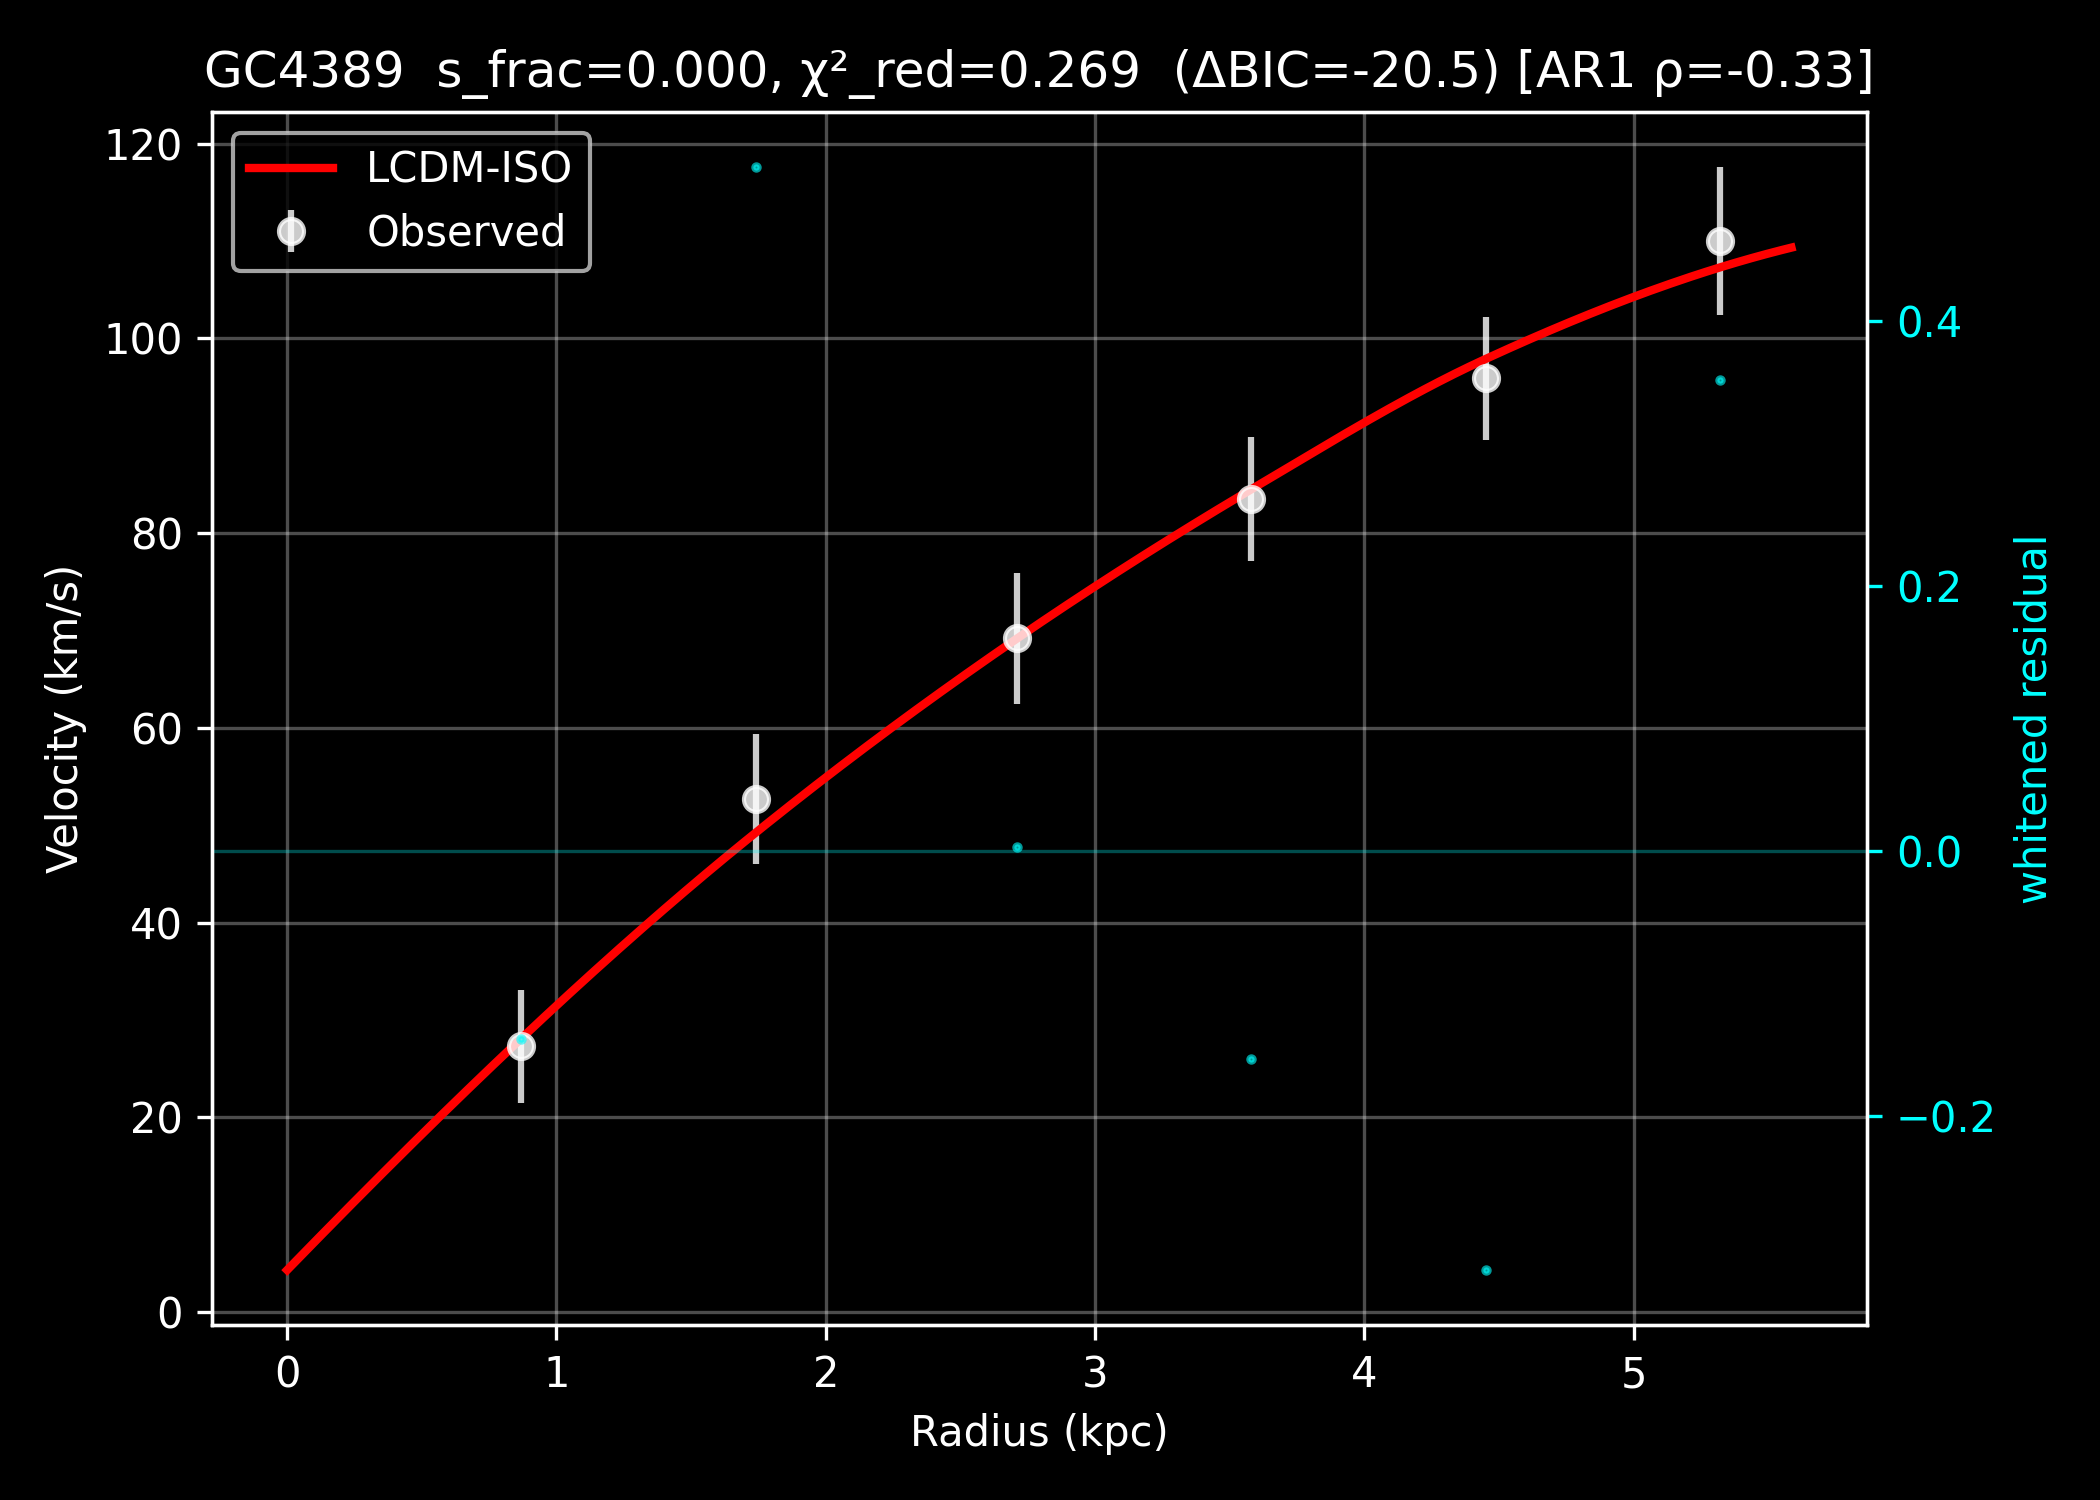 GC4389  s_frac=0.000, χ²_red=0.269  (ΔBIC=-20.5) [AR1 ρ=-0.33]
LCDM-ISO
Observed
120
100
80
60
40
20
0
Velocity (km/s)
0 1 2 3 4 5
Radius (kpc)
0.4
0.2
0.0
−0.2
whitened residual